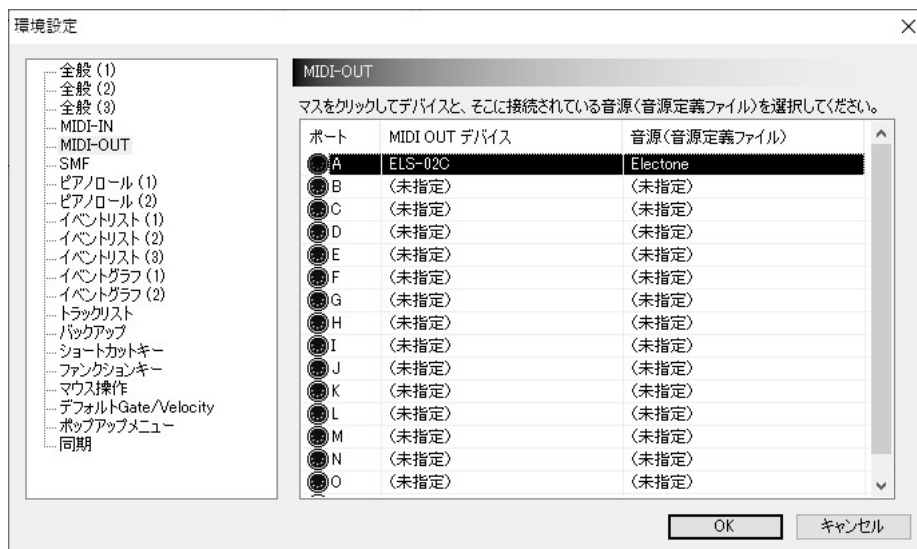 環境設定
全般 (1)
全般 (2)
全般 (3)
MIDI-IN
MIDI-OUT
SMF
ピアノロール (1)
ピアノロール (2)
イベントリスト (1)
イベントリスト (2)
イベントリスト (3)
イベントグラフ (1)
イベントグラフ (2)
トラックリスト
バックアップ
ショートカットキー
ファンクションキー
マウス操作
デフォルトGate/Velocity
ポップアップメニュー
同期
MIDI-OUT
マスをクリックしてデバイスと、そこに接続されている音源(音源定義ファイル)を選択してください。
ポート MIDI OUT デバイス 音源(音源定義ファイル)
A ELS-02C Electone
B (未指定) (未指定)
C (未指定) (未指定)
D (未指定) (未指定)
E (未指定) (未指定)
F (未指定) (未指定)
G (未指定) (未指定)
H (未指定) (未指定)
I (未指定) (未指定)
J (未指定) (未指定)
K (未指定) (未指定)
L (未指定) (未指定)
M (未指定) (未指定)
N (未指定) (未指定)
O (未指定) (未指定)
OK キャンセル